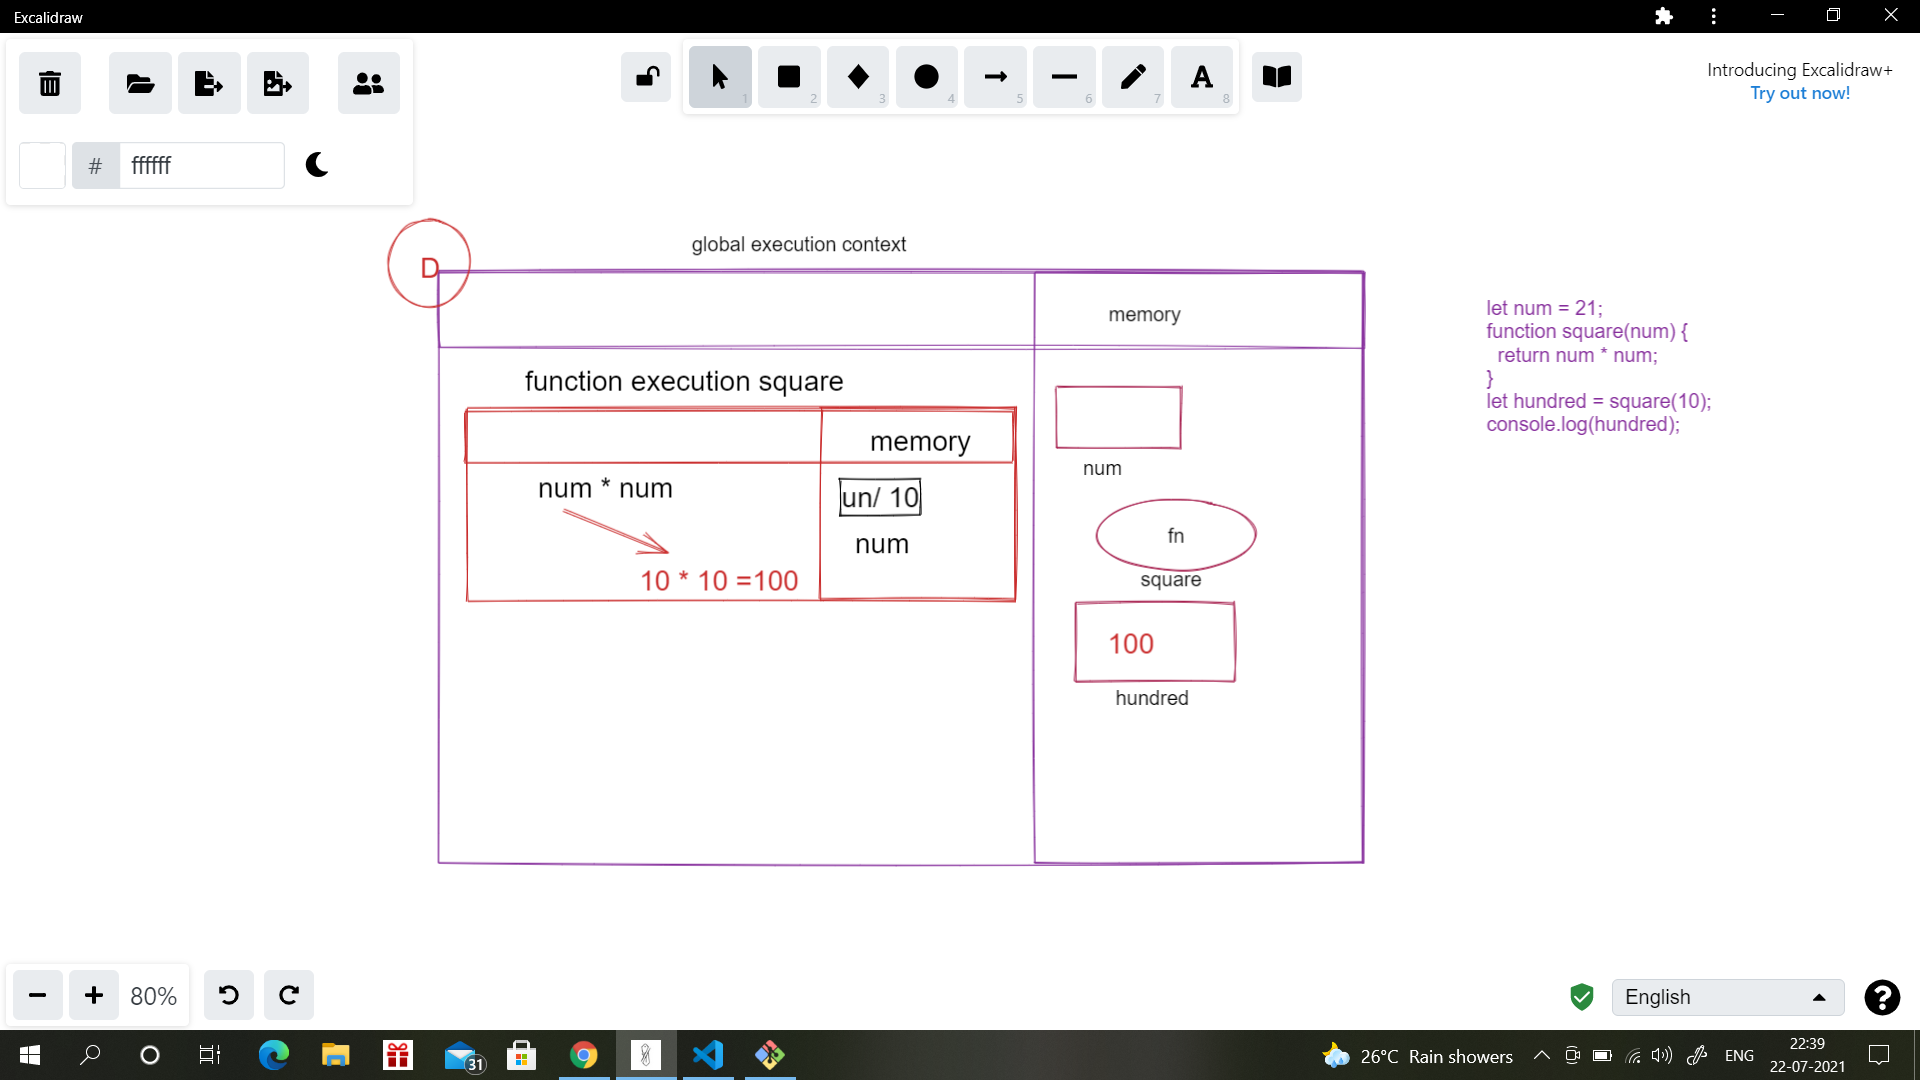 Excalidraw
1
2
3
4
5
6
7
8
Introducing Excalidraw+
Try out now!
# ffffff
D
global execution context
memory
function execution square
memory
num * num
un/ 10
num
10 * 10 =100
num
fn
square
100
hundred
let num = 21;
function square(num) {
return num * num;
}
let hundred = square(10);
console.log(hundred);
80%
English
31
26°C Rain showers
ENG
22:39
22-07-2021